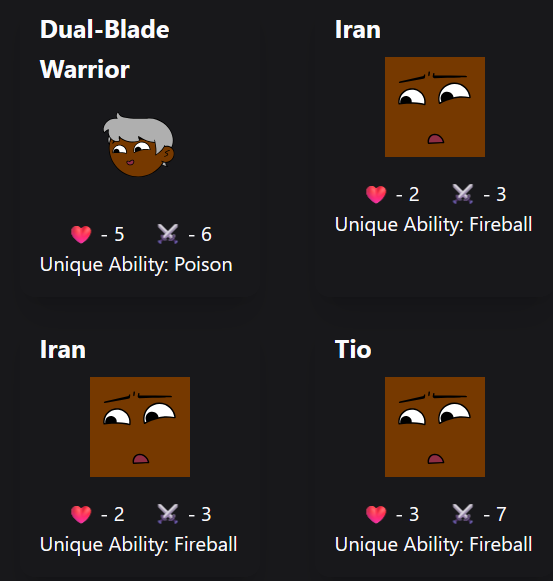 Dual-Blade
Warrior
❤️ - 5 ⚔️ - 6
Unique Ability: Poison
Iran
❤️ - 2 ⚔️ - 3
Unique Ability: Fireball
Iran
❤️ - 2 ⚔️ - 3
Unique Ability: Fireball
Tio
❤️ - 3 ⚔️ - 7
Unique Ability: Fireball